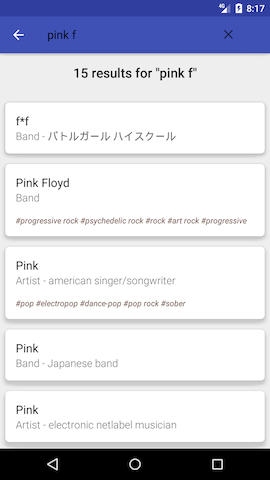 4G 8:17
pink f
15 results for "pink f"
f*f
Band - バトルガール ハイスクール
Pink Floyd
Band
#progressive rock #psychedelic rock #rock #art rock #progressive
Pink
Artist - american singer/songwriter
#pop #electropop #dance-pop #pop rock #sober
Pink
Band - Japanese band
Pink
Artist - electronic netlabel musician